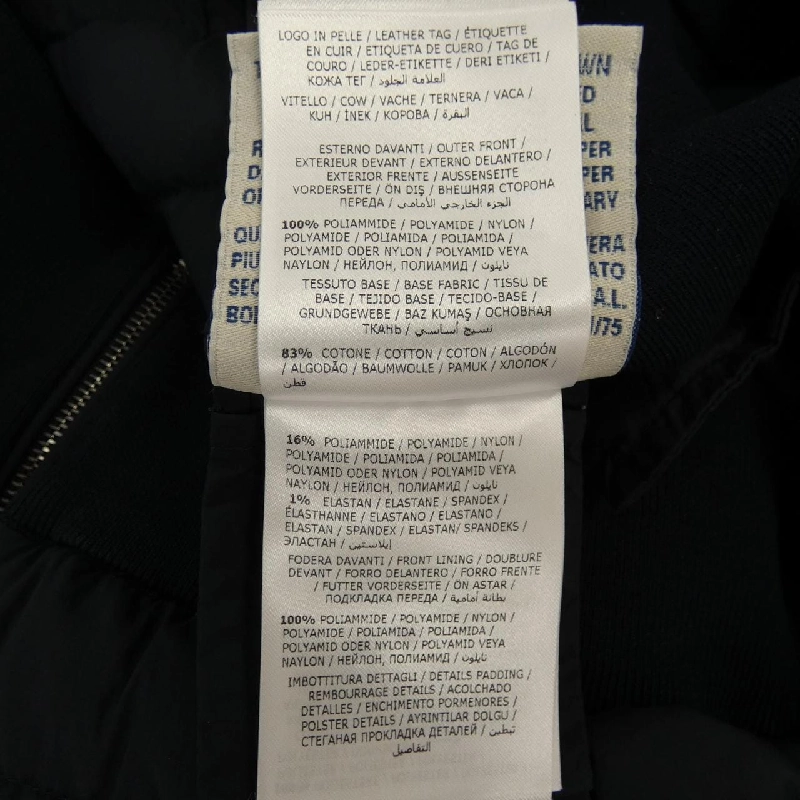 LOGO IN PELLE / LEATHER TAG / ÉTIQUETTE
EN CUIR / ETIQUETA DE CUERO / TAG DE
COURO / LEDER-ETIKETTE / DERI ETIKETI /
КОЖА ТЕГ / العلامة الجلود
VITELLO / COW / VACHE / TERNERA / VACA /
KUH / İNEK / КОРОВА / البقرة
ESTERNO DAVANTI / OUTER FRONT /
EXTERIEUR DEVANT / EXTERNO DELANTERO /
EXTERIOR FRENTE / AUSSENSEITE
VORDERSEITE / ÖN DIŞ / ВНЕШНЯЯ СТОРОНА
ПЕРЕДА / الجزء الخارجي الأمامي
100% POLIAMMIDE / POLYAMIDE / NYLON /
POLYAMIDE / POLIAMIDA / POLIAMIDA /
POLYAMID ODER NYLON / POLYAMID VEYA
NAYLON / НЕЙЛОН, ПОЛИАМИД / نايلون
TESSUTO BASE / BASE FABRIC / TISSU DE
BASE / TEJIDO BASE / TECIDO-BASE /
GRUNDGEWEBE / BAZ KUMAŞ / ОСНОВНАЯ
ТКАНЬ / نسيج أساسي
83% COTONE / COTTON / COTON / ALGODÓN
/ ALGODÃO / BAUMWOLLE / PAMUK / ХЛОПОК /
قطن
16% POLIAMMIDE / POLYAMIDE / NYLON /
POLYAMIDE / POLIAMIDA / POLIAMIDA /
POLYAMID ODER NYLON / POLYAMID VEYA
NAYLON / НЕЙЛОН, ПОЛИАМИД / نايلون
1% ELASTAN / ELASTANE / SPANDEX /
ÉLASTHANNE / ELASTANO / ELASTANO /
ELASTAN / SPANDEX / ELASTAN/ SPANDEKS /
ЭЛАСТАН / إيلاستين
FODERA DAVANTI / FRONT LINING / DOUBLURE
DEVANT / FORRO DELANTERO / FORRO FRENTE
/ FUTTER VORDERSEITE / ÖN ASTAR /
ПОДКЛАДКА ПЕРЕДА / بطانة أمامية
100% POLIAMMIDE / POLYAMIDE / NYLON /
POLYAMIDE / POLIAMIDA / POLIAMIDA /
POLYAMID ODER NYLON / POLYAMID VEYA
NAYLON / НЕЙЛОН, ПОЛИАМИД / نايلون
IMBOTTITURA DETTAGLI / DETAILS PADDING /
REMBOURRAGE DETAILS / ACOLCHADO
DETALLES / ENCHIMENTO PORMENORES /
POLSTER DETAILS / AYRINTILAR DOLGU /
СТЕГАНАЯ ПРОКЛАДКА ДЕТАЛЕЙ / تبطين
التفاصيل